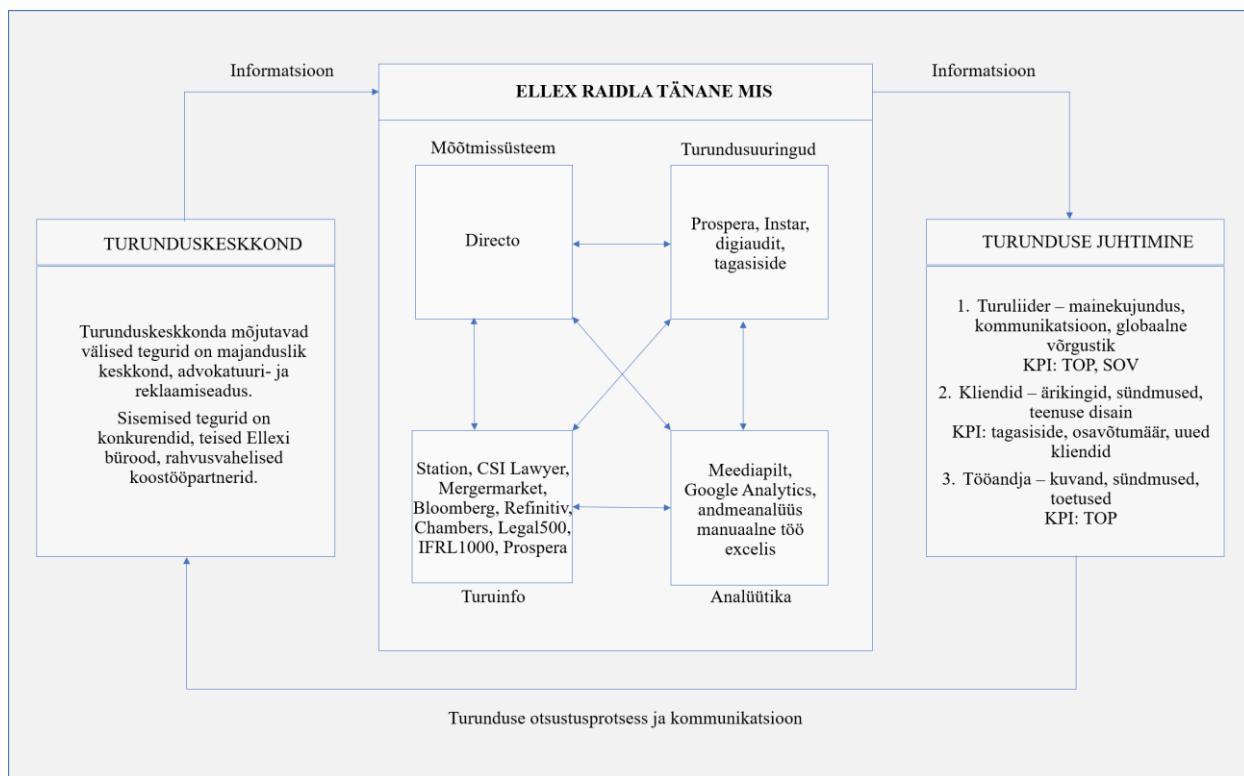 Informatsioon
Informatsioon
ELLEX RAIDLA TÄNANE MIS
Mõõtmissüsteem
Turundusuuringud
Directo
Prospera, Instar,
digiaudit,
tagasiside
TURUNDUSKESKKOND
Turunduskeskkonda mõjutavad
välised tegurid on majanduslik
keskkond, advokatuuri- ja
reklaamiseadus.
Sisemised tegurid on
konkurendid, teised Ellexi
bürood, rahvusvahelised
koostööpartnerid.
Station, CSI Lawyer,
Mergermarket,
Bloomberg, Refinitiv,
Chambers, Legal500,
IFRL1000, Prospera
Turuinfo
Meediapilt,
Google Analytics,
andmeanalüüs
manuaalne töö
excelis
Analüütika
TURUNDUSE JUHTIMINE
1. Turuliider – mainekujundus,
kommunikatsioon, globaalne
võrgustik
KPI: TOP, SOV
2. Kliendid – ärikingid, sündmused,
teenuse disain
KPI: tagasiside, osavõtumäär, uued
kliendid
3. Tööandja – kuvand, sündmused,
toetused
KPI: TOP
Turunduse otsustusprotsess ja kommunikatsioon